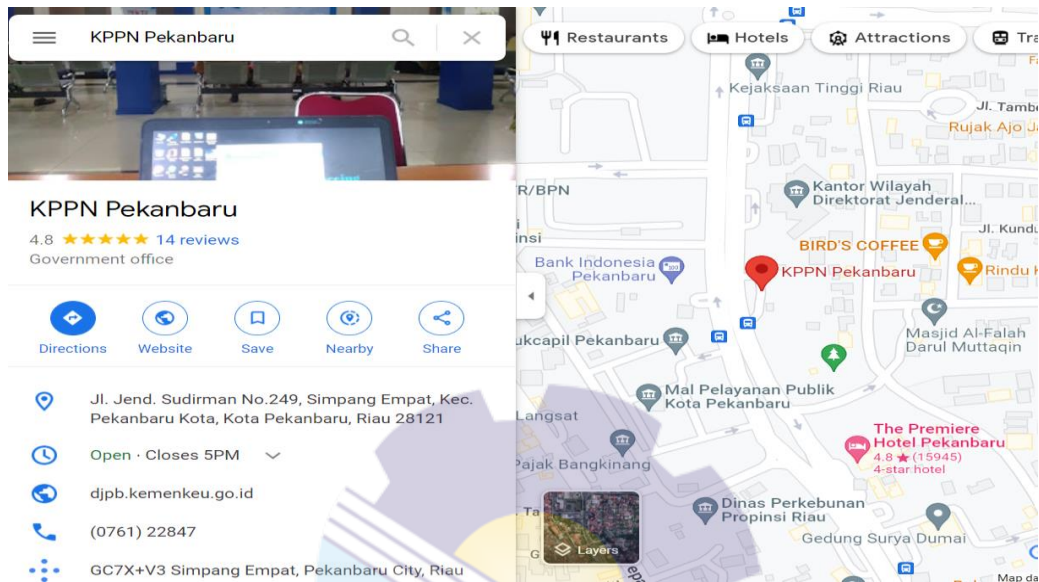 KPPN Pekanbaru
KPPN Pekanbaru
4.8
14 reviews
Government office
Directions
Website
Save
Nearby
Share
Jl. Jend. Sudirman No.249, Simpang Empat, Kec.
Pekanbaru Kota, Kota Pekanbaru, Riau 28121
Open · Closes 5PM
djpb.kemenkeu.go.id
(0761) 22847
GC7X+V3 Simpang Empat, Pekanbaru City, Riau
Restaurants
Hotels
Attractions
Tra
Kejaksaan Tinggi Riau
Jl. Tambe
Rujak Ajo Ja
R/BPN
Kantor Wilayah
Direktorat Jenderal...
insi
Jl. Kundu
BIRD'S COFFEE
Bank Indonesia
Pekanbaru
KPPN Pekanbaru
Rindu K
ukcapil Pekanbaru
Masjid Al-Falah
Darul Muttaqin
Mal Pelayanan Publik
Kota Pekanbaru
Langsat
The Premiere
Hotel Pekanbaru
4.8 ★ (15945)
4-star hotel
Pajak Bangkinang
Dinas Perkebunan
Propinsi Riau
Ta
Gedung Surya Dumai
Layers
G
epa
Map da